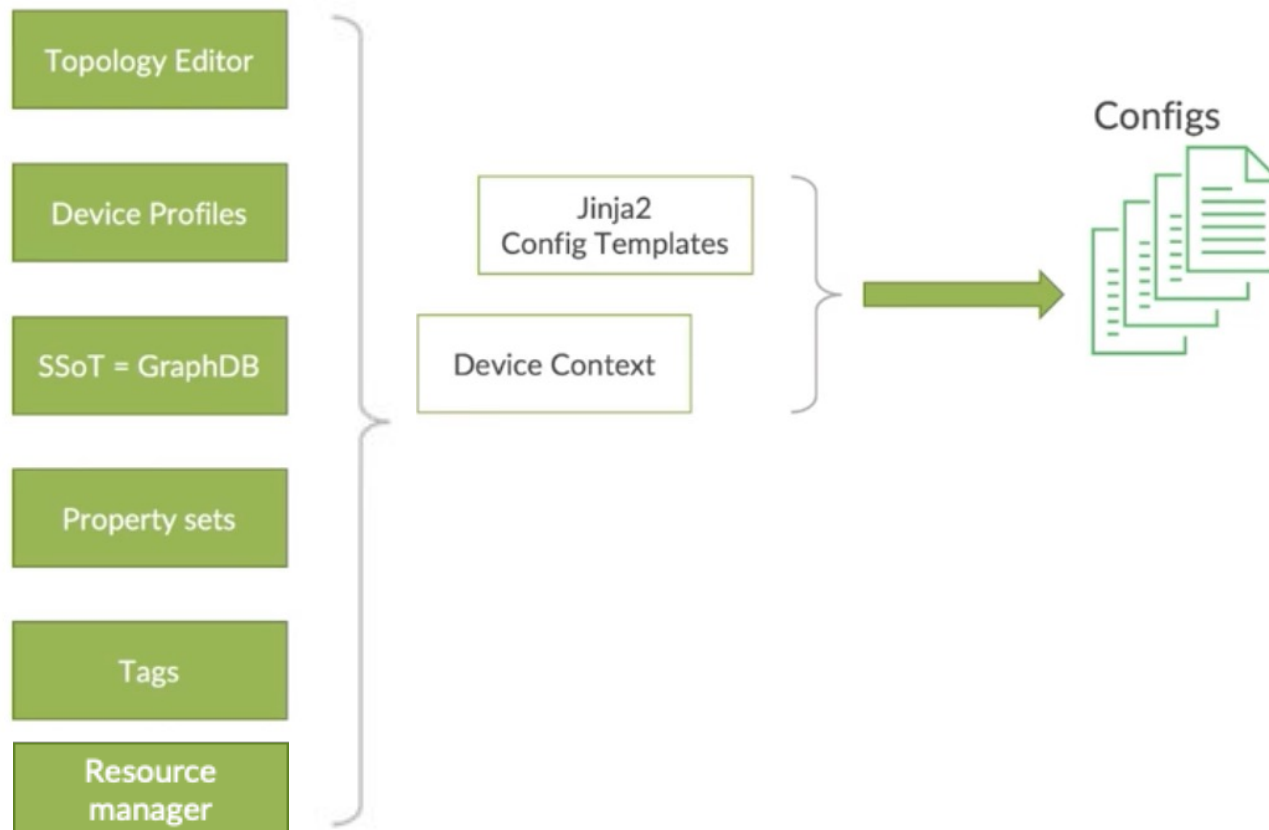 Topology Editor
Device Profiles
SSoT = GraphDB
Property sets
Tags
Resource
manager
Jinja2
Config Templates
Device Context
Configs